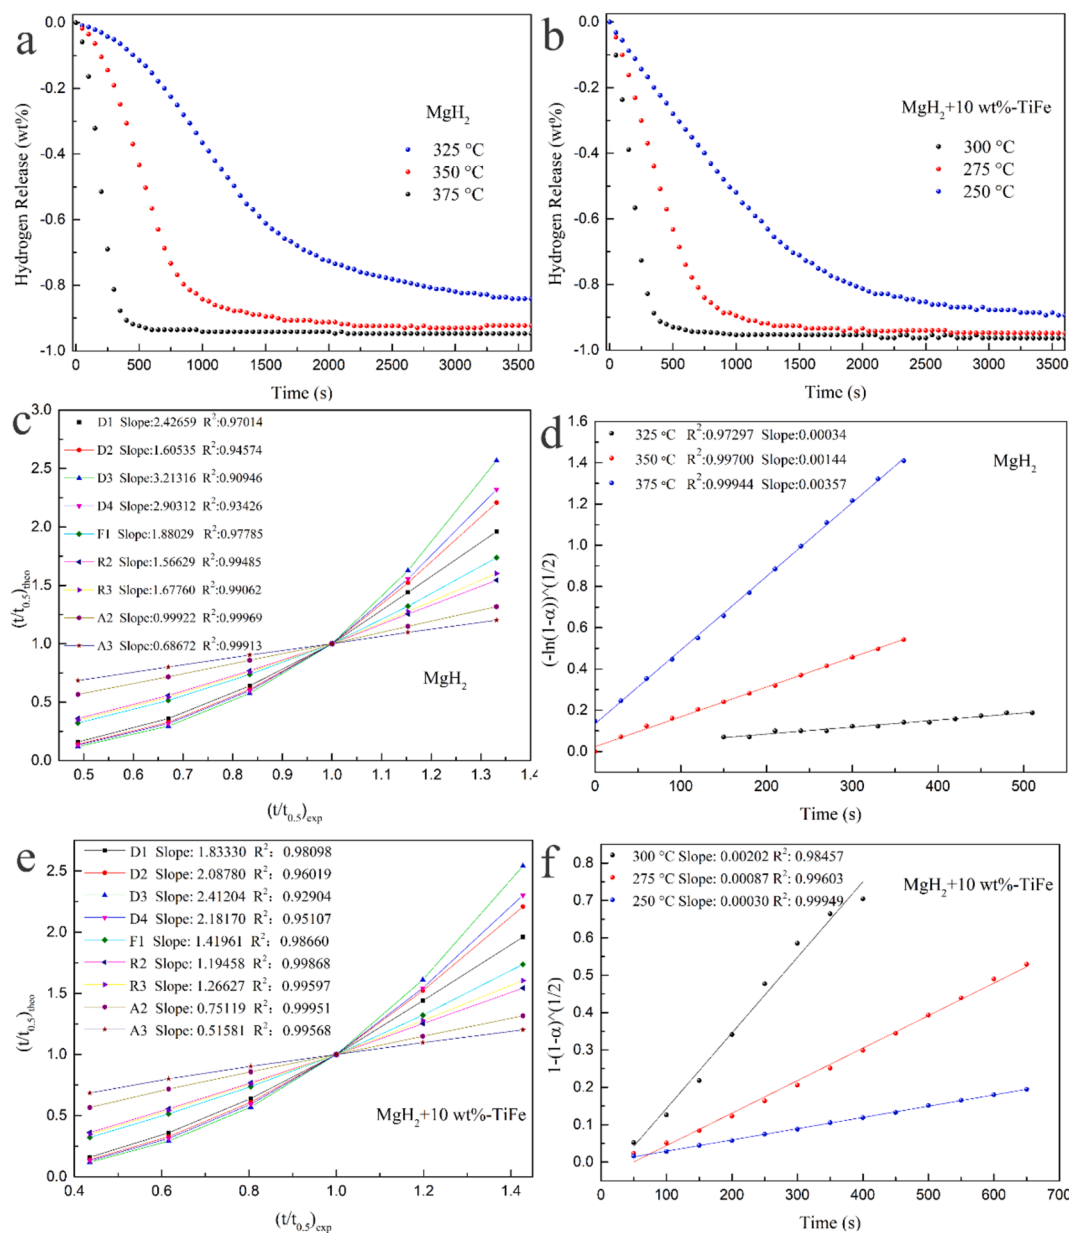 a
0.0
-0.2
-0.4
-0.6
-0.8
-1.0
Hydrogen Release (wt%)
MgH2
325 °C
350 °C
375 °C
0 500 1000 1500 2000 2500 3000 3500
Time (s)
b
0.0
-0.2
-0.4
-0.6
-0.8
-1.0
Hydrogen Release (wt%)
MgH2+10 wt%-TiFe
300 °C
275 °C
250 °C
0 500 1000 1500 2000 2500 3000 3500
Time (s)
c
3.0
2.5
2.0
1.5
1.0
0.5
0.0
(t/t0.5)theo
D1 Slope:2.42659 R2:0.97014
D2 Slope:1.60535 R2:0.94574
D3 Slope:3.21316 R2:0.90946
D4 Slope:2.90312 R2:0.93426
F1 Slope:1.88029 R2:0.97785
R2 Slope:1.56629 R2:0.99485
R3 Slope:1.67760 R2:0.99062
A2 Slope:0.99922 R2:0.99969
A3 Slope:0.68672 R2:0.99913
MgH2
0.5 0.6 0.7 0.8 0.9 1.0 1.1 1.2 1.3 1.4
(t/t0.5)exp
d
1.6
1.4
1.2
1.0
0.8
0.6
0.4
0.2
0.0
(-ln(1-α))^(1/2)
325 °C R2:0.97297 Slope:0.00034
350 °C R2:0.99700 Slope:0.00144
375 °C R2:0.99944 Slope:0.00357
MgH2
0 100 200 300 400 500
Time (s)
e
2.5
2.0
1.5
1.0
0.5
0.0
(t/t0.5)theo
D1 Slope: 1.83330 R2: 0.98098
D2 Slope: 2.08780 R2: 0.96019
D3 Slope: 2.41204 R2: 0.92904
D4 Slope: 2.18170 R2: 0.95107
F1 Slope: 1.41961 R2: 0.98660
R2 Slope: 1.19458 R2: 0.99868
R3 Slope: 1.26627 R2: 0.99597
A2 Slope: 0.75119 R2: 0.99951
A3 Slope: 0.51581 R2: 0.99568
MgH2+10 wt%-TiFe
0.4 0.6 0.8 1.0 1.2 1.4
(t/t0.5)exp
f
0.8
0.7
0.6
0.5
0.4
0.3
0.2
0.1
0.0
1-(1-α)^(1/2)
300 °C Slope: 0.00202 R2: 0.98457
275 °C Slope: 0.00087 R2: 0.99603
250 °C Slope: 0.00030 R2: 0.99949
MgH2+10 wt%-TiFe
0 100 200 300 400 500 600 700
Time (s)